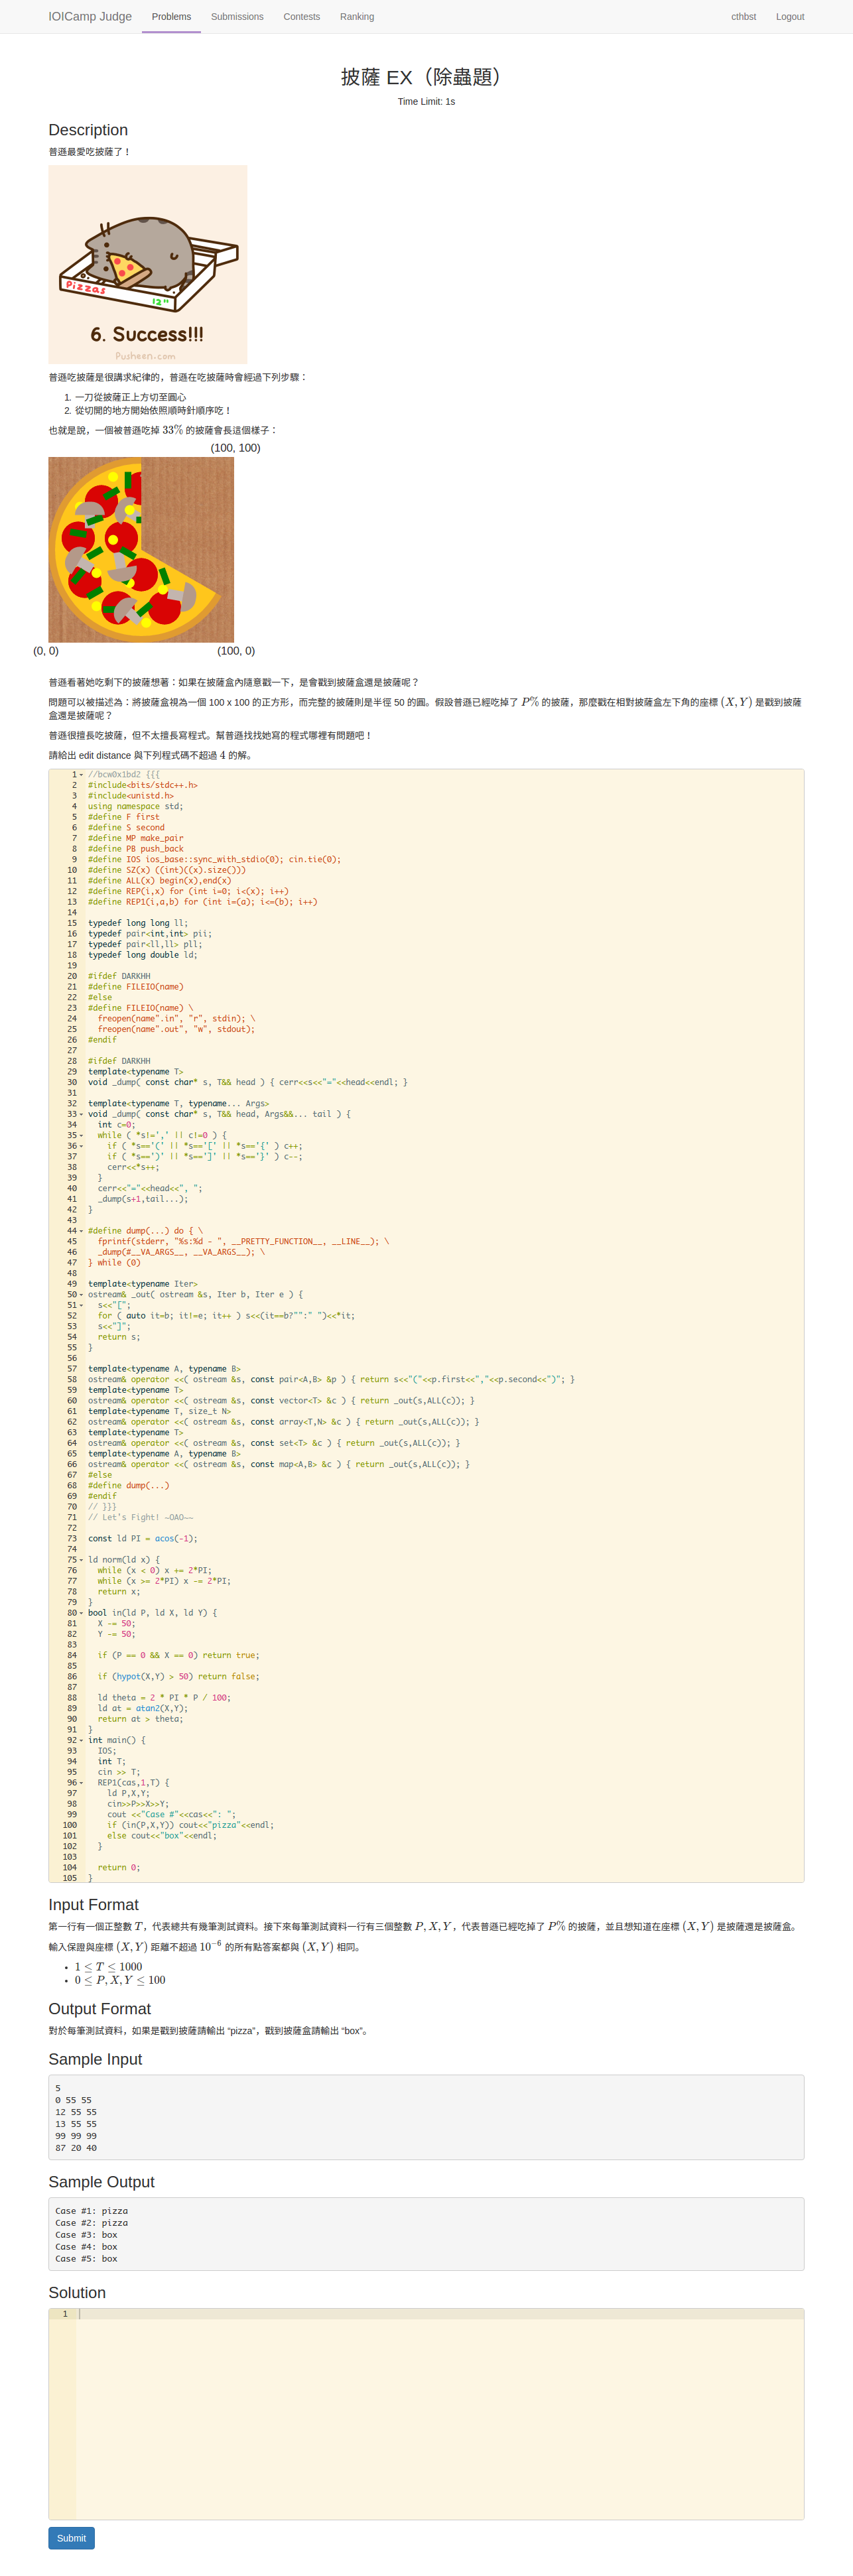 IOICamp Judge Problems Submissions Contests Ranking cthbst Logout
披薩 EX（除蟲題）
Time Limit: 1s
Description
普遜最愛吃披薩了！
Pizzas
12"
6. Success!!!
Pusheen.com
普遜吃披薩是很講求紀律的，普遜在吃披薩時會經過下列步驟：
1. 一刀從披薩正上方切至圓心
2. 從切開的地方開始依照順時針順序吃！
也就是說，一個被普遜吃掉 33% 的披薩會長這個樣子：
(100, 100)
(0, 0)
(100, 0)
普遜看著她吃剩下的披薩想著：如果在披薩盒內隨意戳一下，是會戳到披薩盒還是披薩呢？
問題可以被描述為：將披薩盒視為一個 100 x 100 的正方形，而完整的披薩則是半徑 50 的圓。假設普遜已經吃掉了 P% 的披薩，那麼戳在相對披薩盒左下角的座標 (X, Y) 是戳到披薩
盒還是披薩呢？
普遜很擅長吃披薩，但不太擅長寫程式。幫普遜找找她寫的程式哪裡有問題吧！
請給出 edit distance 與下列程式碼不超過 4 的解。
1 //bcw0x1bd2 {{{
2 #include<bits/stdc++.h>
3 #include<unistd.h>
4 using namespace std;
5 #define F first
6 #define S second
7 #define MP make_pair
8 #define PB push_back
9 #define IOS ios_base::sync_with_stdio(0); cin.tie(0);
10 #define SZ(x) ((int)((x).size()))
11 #define ALL(x) begin(x),end(x)
12 #define REP(i,x) for (int i=0; i<(x); i++)
13 #define REP1(i,a,b) for (int i=(a); i<=(b); i++)
14
15 typedef long long ll;
16 typedef pair<int,int> pii;
17 typedef pair<ll,ll> pll;
18 typedef long double ld;
19
20 #ifdef DARKHH
21 #define FILEIO(name)
22 #else
23 #define FILEIO(name) \
24   freopen(name".in", "r", stdin); \
25   freopen(name".out", "w", stdout);
26 #endif
27
28 #ifdef DARKHH
29 template<typename T>
30 void _dump( const char* s, T&& head ) { cerr<<s<<"="<<head<<endl; }
31
32 template<typename T, typename... Args>
33 void _dump( const char* s, T&& head, Args&&... tail ) {
34   int c=0;
35   while ( *s!=',' || c!=0 ) {
36     if ( *s=='(' || *s=='[' || *s=='{' ) c++;
37     if ( *s==')' || *s==']' || *s=='}' ) c--;
38     cerr<<*s++;
39   }
40   cerr<<"="<<head<<", ";
41   _dump(s+1,tail...);
42 }
43
44 #define dump(...) do { \
45   fprintf(stderr, "%s:%d - ", __PRETTY_FUNCTION__, __LINE__); \
46   _dump(#__VA_ARGS__, __VA_ARGS__); \
47 } while (0)
48
49 template<typename Iter>
50 ostream& _out( ostream &s, Iter b, Iter e ) {
51   s<<"[";
52   for ( auto it=b; it!=e; it++ ) s<<(it==b?"":" ")<<*it;
53   s<<"]";
54   return s;
55 }
56
57 template<typename A, typename B>
58 ostream& operator <<( ostream &s, const pair<A,B> &p ) { return s<<"("<<p.first<<","<<p.second<<")"; }
59 template<typename T>
60 ostream& operator <<( ostream &s, const vector<T> &c ) { return _out(s,ALL(c)); }
61 template<typename T, size_t N>
62 ostream& operator <<( ostream &s, const array<T,N> &c ) { return _out(s,ALL(c)); }
63 template<typename T>
64 ostream& operator <<( ostream &s, const set<T> &c ) { return _out(s,ALL(c)); }
65 template<typename A, typename B>
66 ostream& operator <<( ostream &s, const map<A,B> &c ) { return _out(s,ALL(c)); }
67 #else
68 #define dump(...)
69 #endif
70 // }}}
71 // Let's Fight! ~OAO~~
72
73 const ld PI = acos(-1);
74
75 ld norm(ld x) {
76   while (x < 0) x += 2*PI;
77   while (x >= 2*PI) x -= 2*PI;
78   return x;
79 }
80 bool in(ld P, ld X, ld Y) {
81   X -= 50;
82   Y -= 50;
83
84   if (P == 0 && X == 0) return true;
85
86   if (hypot(X,Y) > 50) return false;
87
88   ld theta = 2 * PI * P / 100;
89   ld at = atan2(X,Y);
90   return at > theta;
91 }
92 int main() {
93   IOS;
94   int T;
95   cin >> T;
96   REP1(cas,1,T) {
97     ld P,X,Y;
98     cin>>P>>X>>Y;
99     cout <<"Case #"<<cas<<": ";
100     if (in(P,X,Y)) cout<<"pizza"<<endl;
101     else cout<<"box"<<endl;
102   }
103
104   return 0;
105 }
Input Format
第一行有一個正整數 T，代表總共有幾筆測試資料。接下來每筆測試資料一行有三個整數 P, X, Y，代表普遜已經吃掉了 P% 的披薩，並且想知道在座標 (X, Y) 是披薩還是披薩盒。
輸入保證與座標 (X, Y) 距離不超過 10⁻⁶ 的所有點答案都與 (X, Y) 相同。
• 1 ≤ T ≤ 1000
• 0 ≤ P, X, Y ≤ 100
Output Format
對於每筆測試資料，如果是戳到披薩請輸出 “pizza”，戳到披薩盒請輸出 “box”。
Sample Input
5
0 55 55
12 55 55
13 55 55
99 99 99
87 20 40
Sample Output
Case #1: pizza
Case #2: pizza
Case #3: box
Case #4: box
Case #5: box
Solution
1
Submit